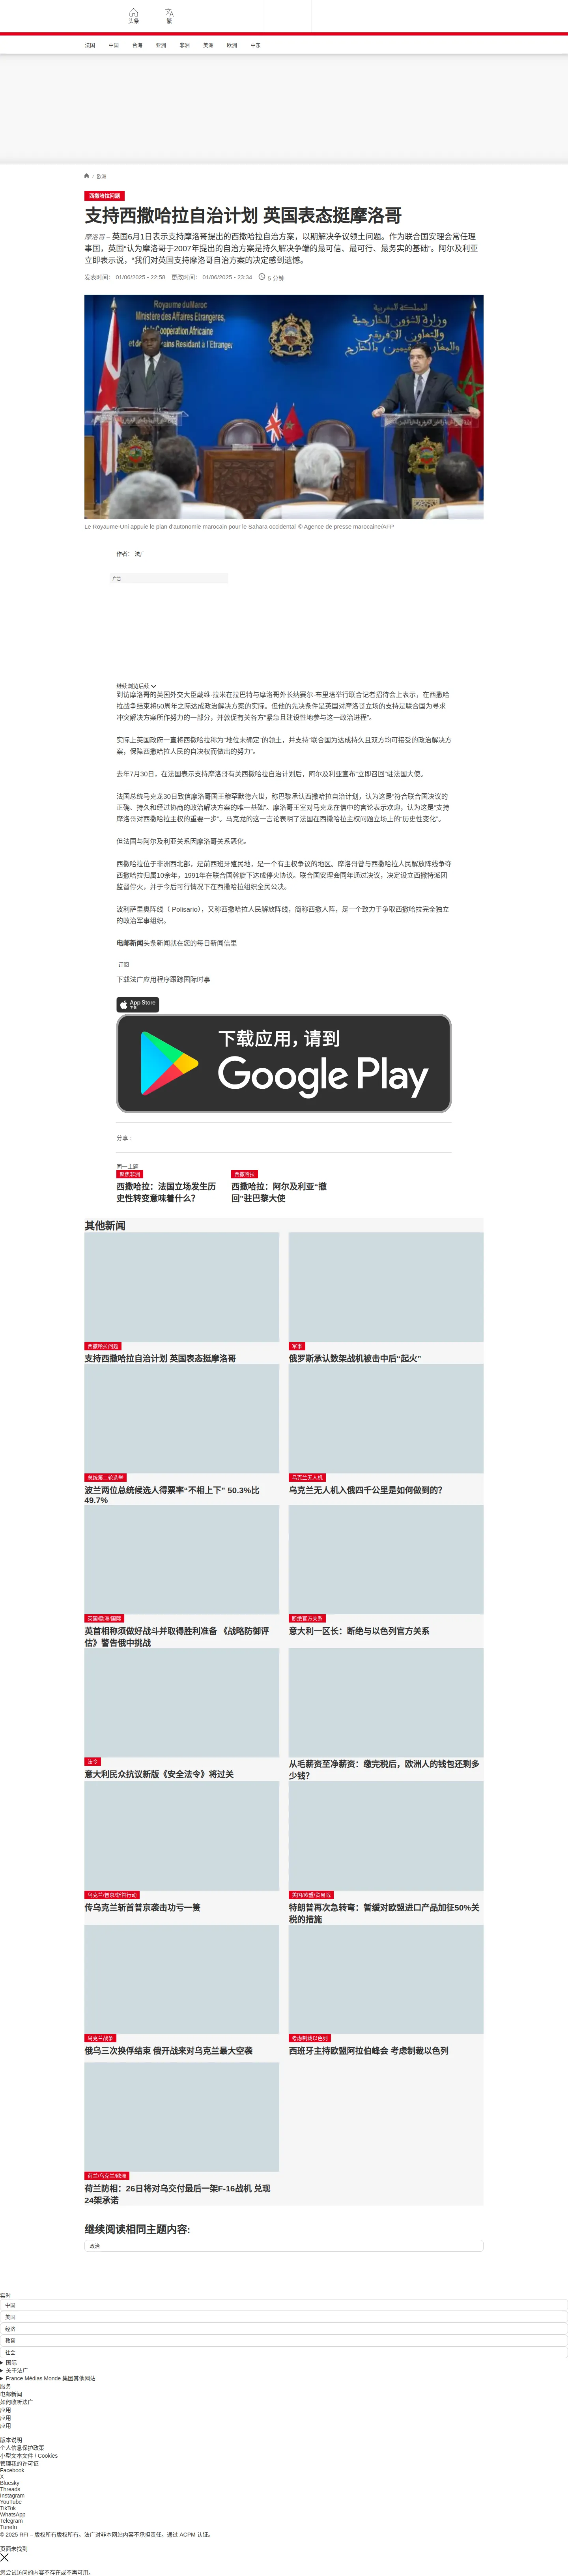 头条
繁
法国
中国
台海
亚洲
非洲
美洲
欧洲
中东
/ 欧洲
西撒哈拉问题
支持西撒哈拉自治计划 英国表态挺摩洛哥
摩洛哥 – 英国6月1日表示支持摩洛哥提出的西撒哈拉自治方案，以期解决争议领土问题。作为联合国安理会常任理
事国，英国“认为摩洛哥于2007年提出的自治方案是持久解决争端的最可信、最可行、最务实的基础”。阿尔及利亚
立即表示说，“我们对英国支持摩洛哥自治方案的决定感到遗憾。
发表时间： 01/06/2025 - 22:56 更改时间： 01/06/2025 - 23:34 5 分钟
Royaume du Maroc
Ministère des Affaires Etrangères,
de la Coopération Africaine
et des Marocains Resident à l'Etranger
المملكة المغربية
وزارة الشؤون الخارجية
Le Royaume-Uni appuie le plan d'autonomie marocain pour le Sahara occidental © Agence de presse marocaine/AFP
作者： 法广
广告
继续浏览后续
到访摩洛哥的英国外交大臣戴维·拉米在拉巴特与摩洛哥外长纳赛尔·布里塔举行联合记者招待会上表示，在西撒哈
拉战争结束将50周年之际达成政治解决方案的实际。但他的先决条件是英国对摩洛哥立场的支持是联合国为寻求
冲突解决方案所作努力的一部分，并敦促有关各方“紧急且建设性地参与这一政治进程”。
实际上英国政府一直将西撒哈拉称为“地位未确定”的领土，并支持“联合国为达成持久且双方均可接受的政治解决方
案，保障西撒哈拉人民的自决权而做出的努力”。
去年7月30日，在法国表示支持摩洛哥有关西撒哈拉自治计划后，阿尔及利亚宣布“立即召回”驻法国大使。
法国总统马克龙30日致信摩洛哥国王穆罕默德六世，称巴黎承认西撒哈拉自治计划，认为这是“符合联合国决议的
正确、持久和经过协商的政治解决方案的唯一基础”。摩洛哥王室对马克龙在信中的言论表示欢迎，认为这是“支持
摩洛哥对西撒哈拉主权的重要一步”。马克龙的这一言论表明了法国在西撒哈拉主权问题立场上的“历史性变化”。
但法国与阿尔及利亚关系因摩洛哥关系恶化。
西撒哈拉位于非洲西北部，是前西班牙殖民地，是一个有主权争议的地区。摩洛哥曾与西撒哈拉人民解放阵线争夺
西撒哈拉归属10余年，1991年在联合国斡旋下达成停火协议。联合国安理会同年通过决议，决定设立西撒特派团
监督停火，并于今后可行情况下在西撒哈拉组织全民公决。
波利萨里奥阵线（ Polisario），又称西撒哈拉人民解放阵线，简称西撒人阵，是一个致力于争取西撒哈拉完全独立
的政治军事组织。
电邮新闻头条新闻就在您的每日新闻信里
订阅
下载法广应用程序跟踪国际时事
App Store
下载
下载应用，请到
Google Play
分享 :
同一主题
聚焦非洲
西撒哈拉：法国立场发生历
史性转变意味着什么？
西撒哈拉
西撒哈拉：阿尔及利亚“撤
回”驻巴黎大使
其他新闻
西撒哈拉问题
支持西撒哈拉自治计划 英国表态挺摩洛哥
军事
俄罗斯承认数架战机被击中后“起火”
总统第二轮选举
波兰两位总统候选人得票率“不相上下” 50.3%比
49.7%
乌克兰无人机
乌克兰无人机入俄四千公里是如何做到的？
英国/欧洲/国际
英首相称须做好战斗并取得胜利准备 《战略防御评
估》警告俄中挑战
断绝官方关系
意大利一区长：断绝与以色列官方关系
法令
意大利民众抗议新版《安全法令》将过关
从毛薪资至净薪资：缴完税后，欧洲人的钱包还剩多
少钱？
乌克兰/普京/斩首行动
传乌克兰斩首普京袭击功亏一篑
美国/欧盟/贸易战
特朗普再次急转弯：暂缓对欧盟进口产品加征50%关
税的措施
乌克兰战争
俄乌三次换俘结束 俄开战来对乌克兰最大空袭
考虑制裁以色列
西班牙主持欧盟阿拉伯峰会 考虑制裁以色列
荷兰/乌克兰/欧洲
荷兰防相：26日将对乌交付最后一架F-16战机 兑现
24架承诺
继续阅读相同主题内容:
政治
实时
中国
美国
经济
教育
社会
国际
关于法广
France Médias Monde 集团其他网站
服务
电邮新闻
如何收听法广
应用
应用
应用
版本说明
个人信息保护政策
小型文本文件 / Cookies
管理我的许可证
Facebook
X
Bluesky
Threads
Instagram
YouTube
TikTok
WhatsApp
Telegram
TuneIn
© 2025 RFI – 版权所有版权所有。法广对非本网站内容不承担责任。通过 ACPM 认证。
页面未找到
您尝试访问的内容不存在或不再可用。